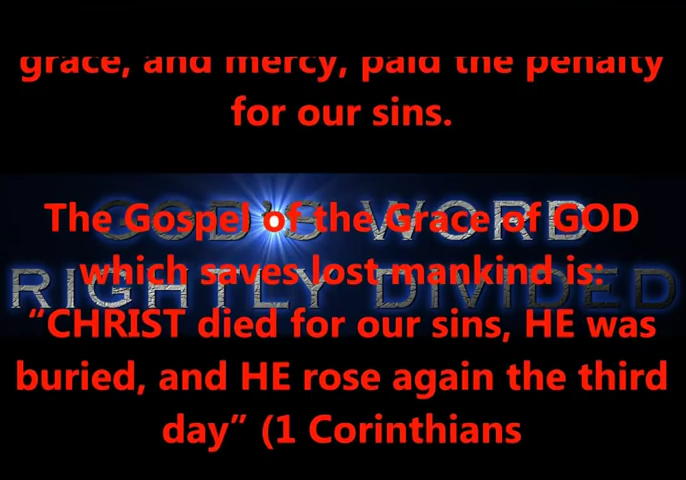 grace, and mercy, paid the penalty
for our sins.
GOD'S WORD
RIGHTLY DIVIDED
The Gospel of the Grace of GOD
which saves lost mankind is:
“CHRIST died for our sins, HE was
buried, and HE rose again the third
day” (1 Corinthians